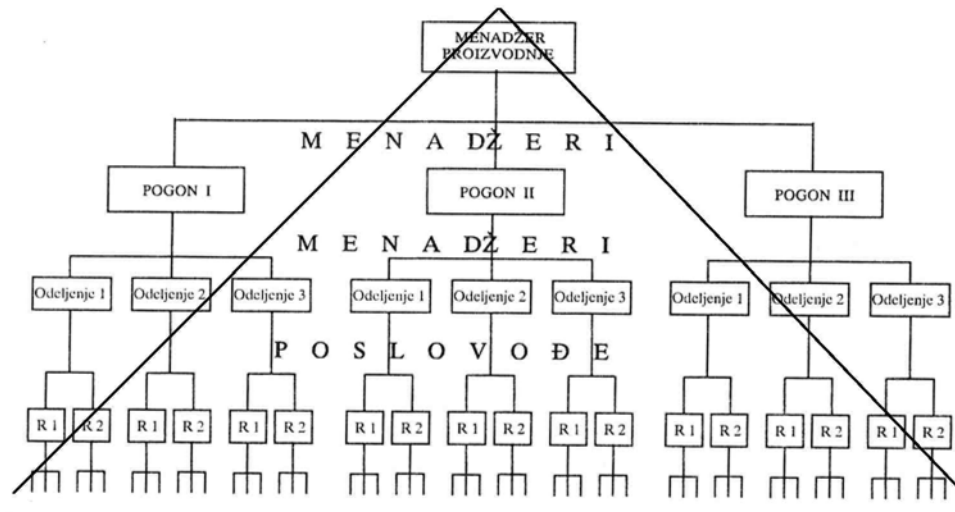 MENADŽER
PROIZVODNJE
M E N A DŽ E R I
POGON I
POGON II
POGON III
M E N A DŽ E R I
Odeljenje 1
Odeljenje 2
Odeljenje 3
Odeljenje 1
Odeljenje 2
Odeljenje 3
Odeljenje 1
Odeljenje 2
Odeljenje 3
P O S L O V O Đ E
R 1
R 2
R 1
R 2
R 1
R 2
R 1
R 2
R 1
R 2
R 1
R 2
R 1
R 2
R 1
R 2
R 1
R 2